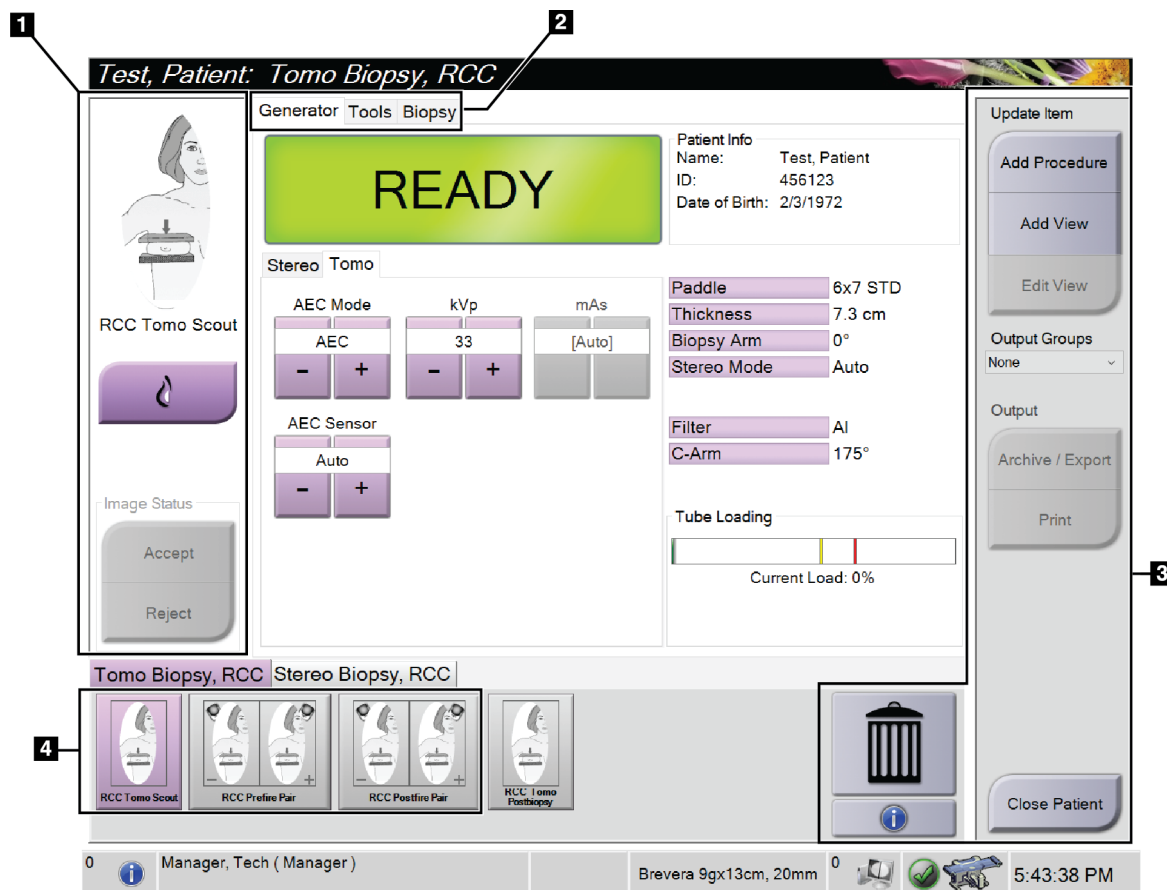 1
2
Test, Patient: Tomo Biopsy, RCC
Generator Tools Biopsy
READY
Patient Info
Name: Test, Patient
ID: 456123
Date of Birth: 2/3/1972
Update Item
Add Procedure
Add View
Edit View
Output Groups
None
Output
Archive / Export
Print
3
RCC Tomo Scout
Image Status
Accept
Reject
Stereo Tomo
AEC Mode kVp mAs
AEC 33 [Auto]
- + - +
AEC Sensor
Auto
- +
Paddle 6x7 STD
Thickness 7.3 cm
Biopsy Arm 0°
Stereo Mode Auto
Filter Al
C-Arm 175°
Tube Loading
Current Load: 0%
Tomo Biopsy, RCC Stereo Biopsy, RCC
4
- + - +
RCC Tomo Scout
RCC Prefire Pair
RCC Postfire Pair
RCC Tomo
Postbiopsy
Close Patient
0 Manager, Tech ( Manager ) Brevera 9gx13cm, 20mm 0 5:43:38 PM